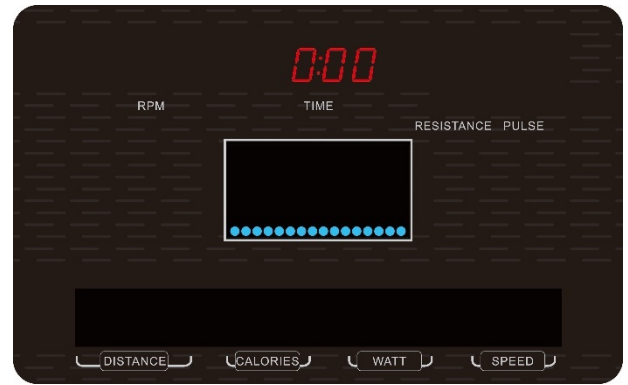 0:00
RPM TIME
RESISTANCE PULSE
DISTANCE CALORIES WATT SPEED